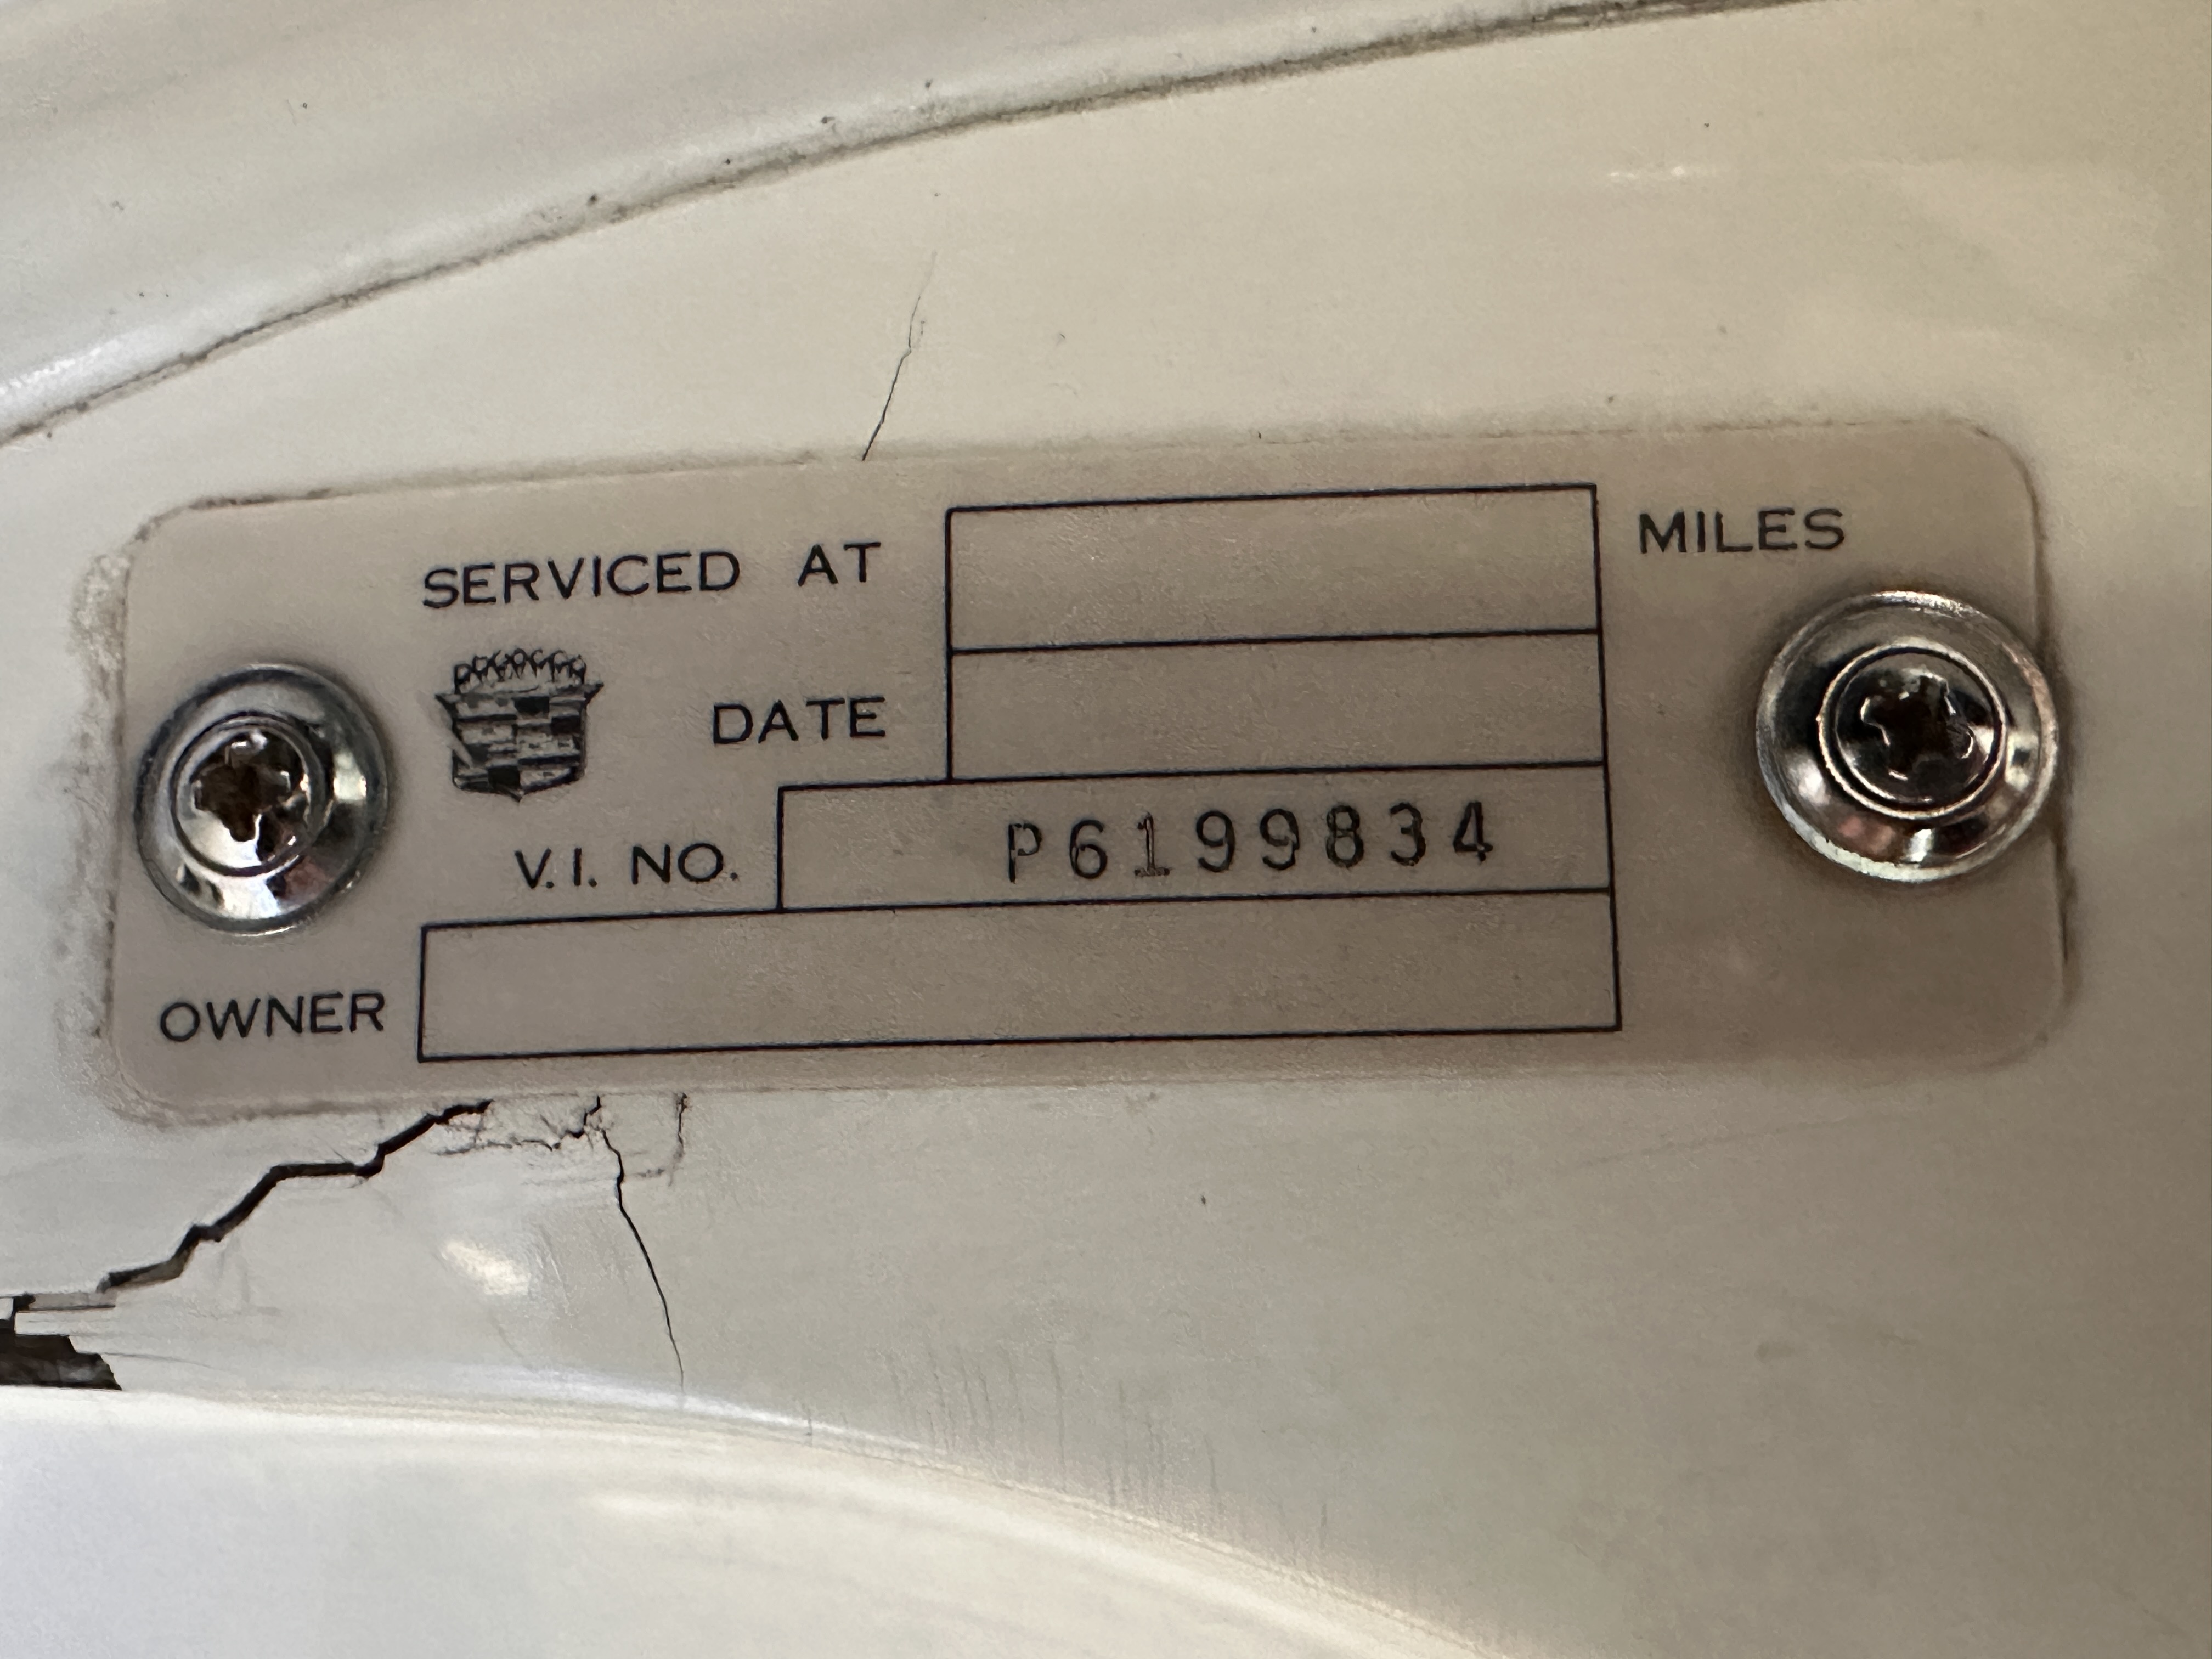 SERVICED AT MILES
DATE
V.I. NO. P6199834
OWNER